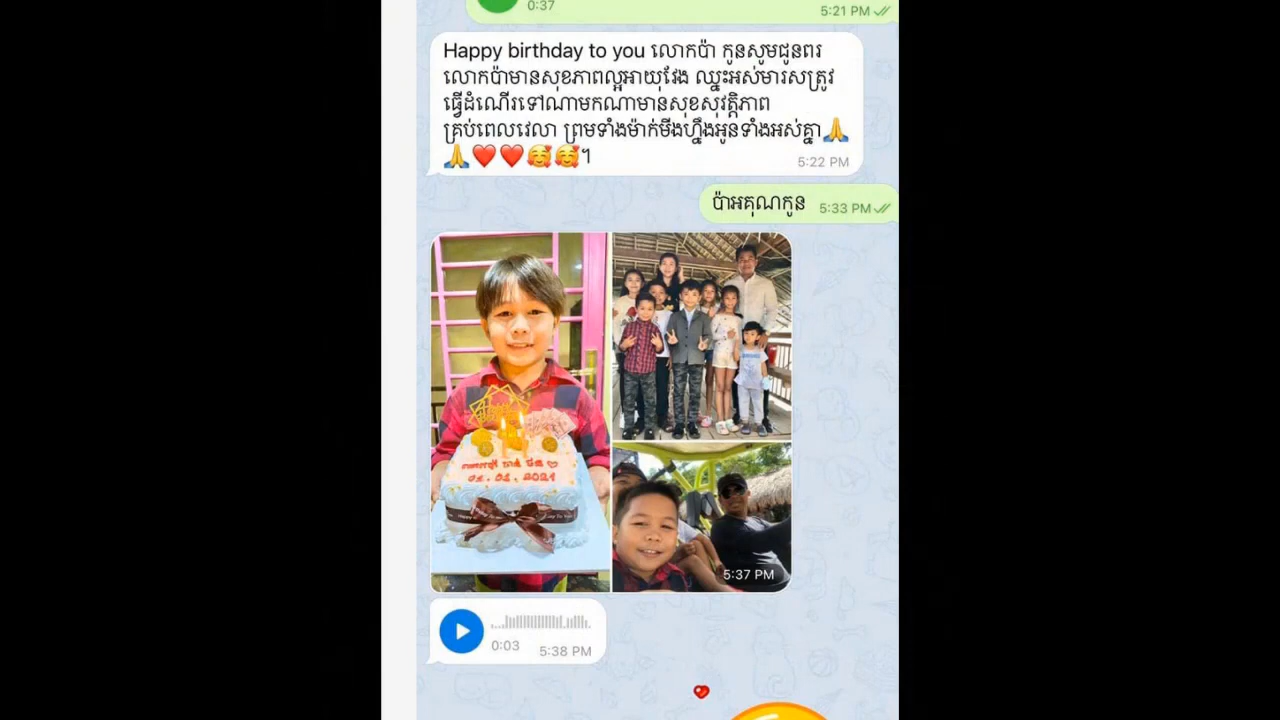 0:37
5:21 PM
Happy birthday to you លោកប៉ា កូនសូមជូនពរ
លោកប៉ាមានសុខភាពល្អអាយុវែង ឈ្នះអស់មារសត្រូវ
ធ្វើដំណើរទៅណាមកណាមានសុខសុវត្តិភាព
គ្រប់ពេលវេលា ព្រមទាំងម៉ាក់មីងហ្នឹងអូនទាំងអស់គ្នា🙏
🙏❤️❤️🥰🥰។
5:22 PM
ប៉ាអគុណកូន
5:33 PM
01.01.2021
5:37 PM
0:03
5:38 PM